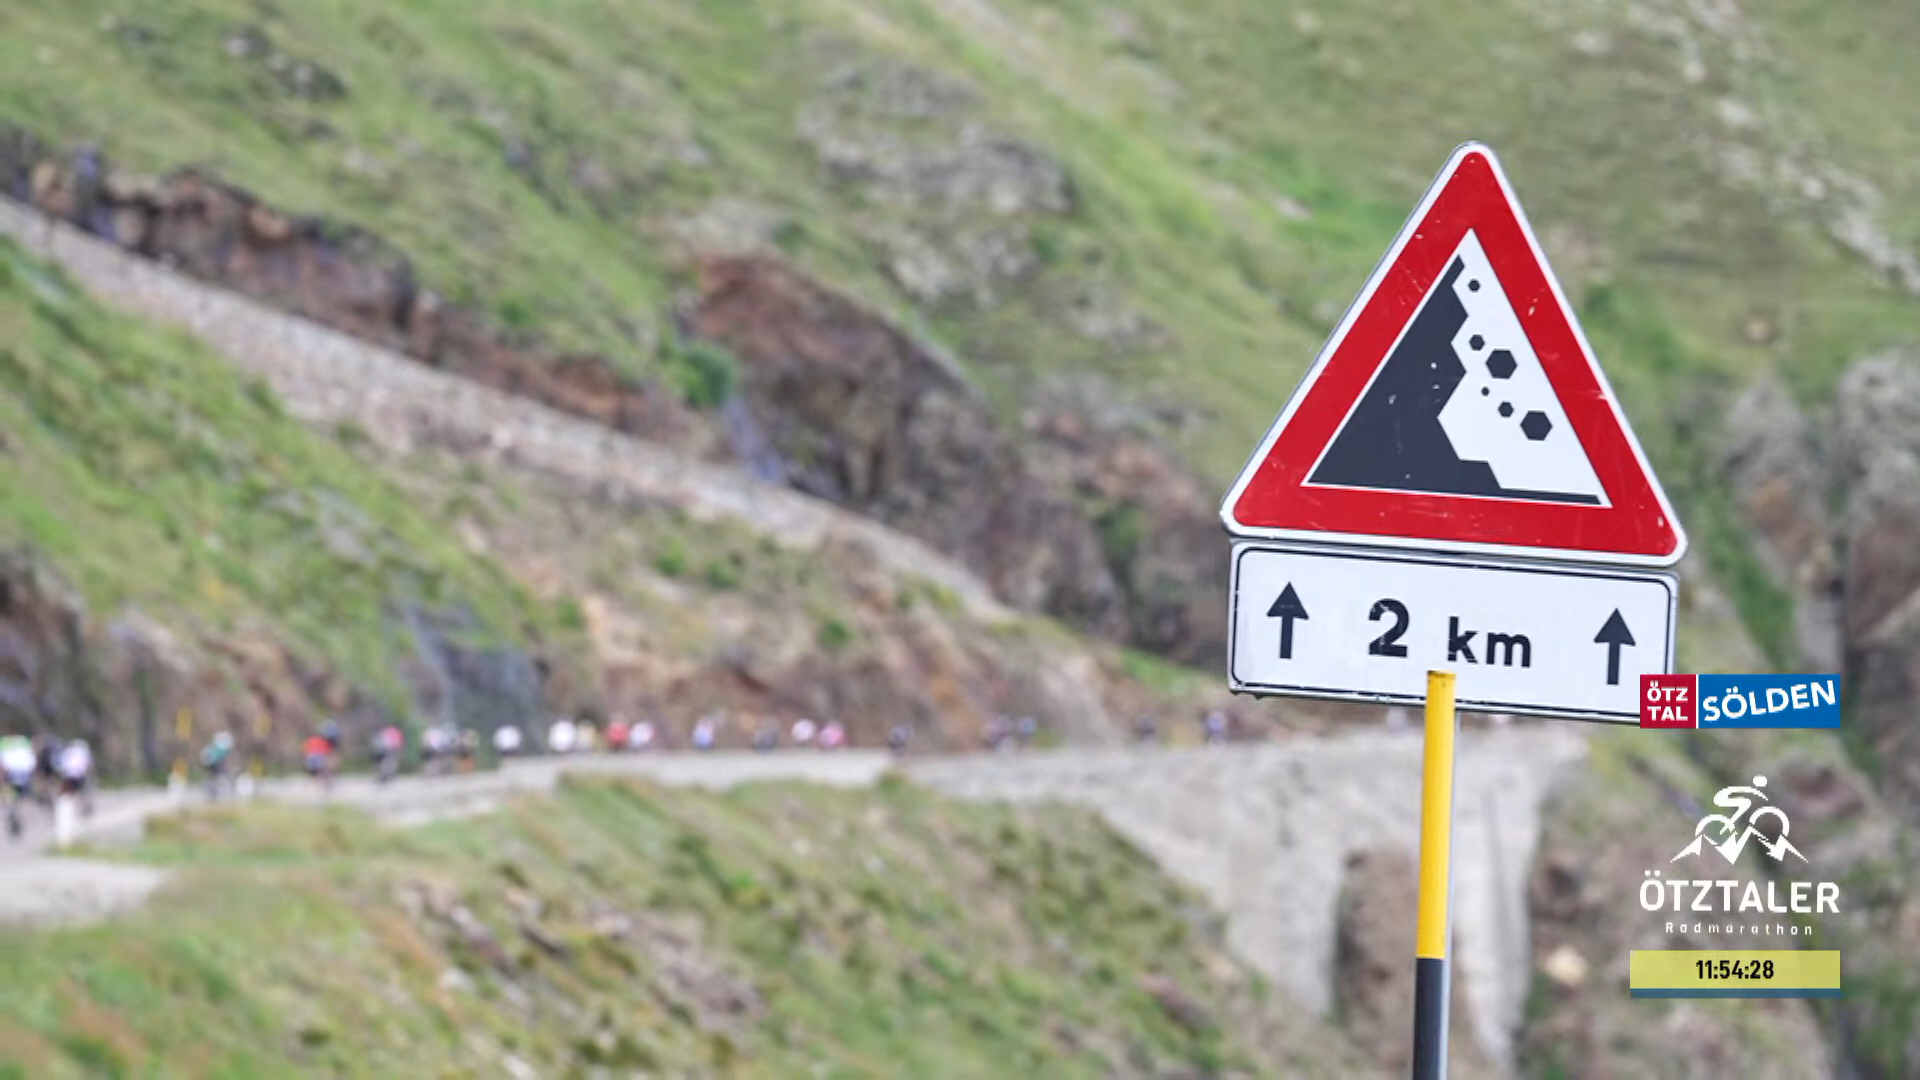 2 km
ÖTZ
TAL
SÖLDEN
ÖTZTALER
Radmarathon
11:54:28